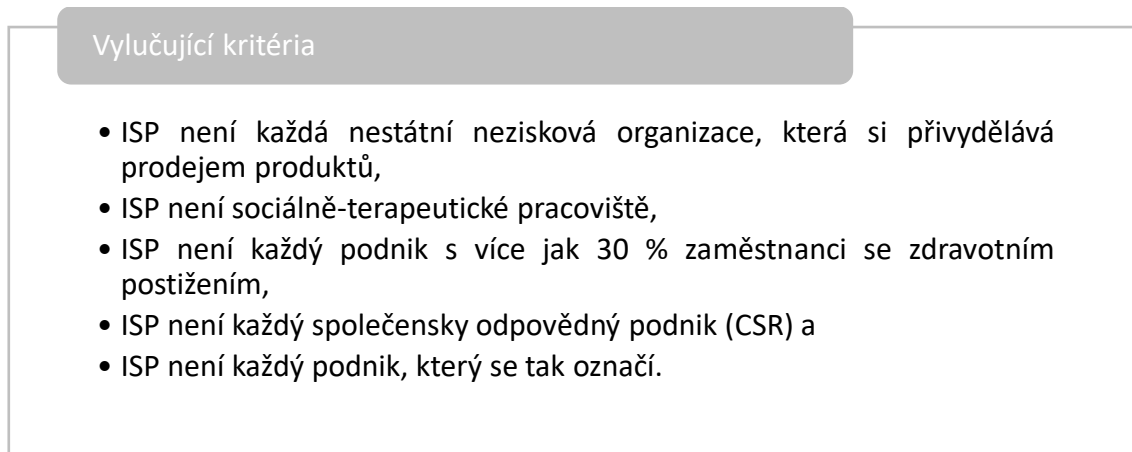 Vylučující kritéria
• ISP není každá nestátní nezisková organizace, která si přivydělává
prodejem produktů,
• ISP není sociálně-terapeutické pracoviště,
• ISP není každý podnik s více jak 30 % zaměstnanci se zdravotním
postižením,
• ISP není každý společensky odpovědný podnik (CSR) a
• ISP není každý podnik, který se tak označí.